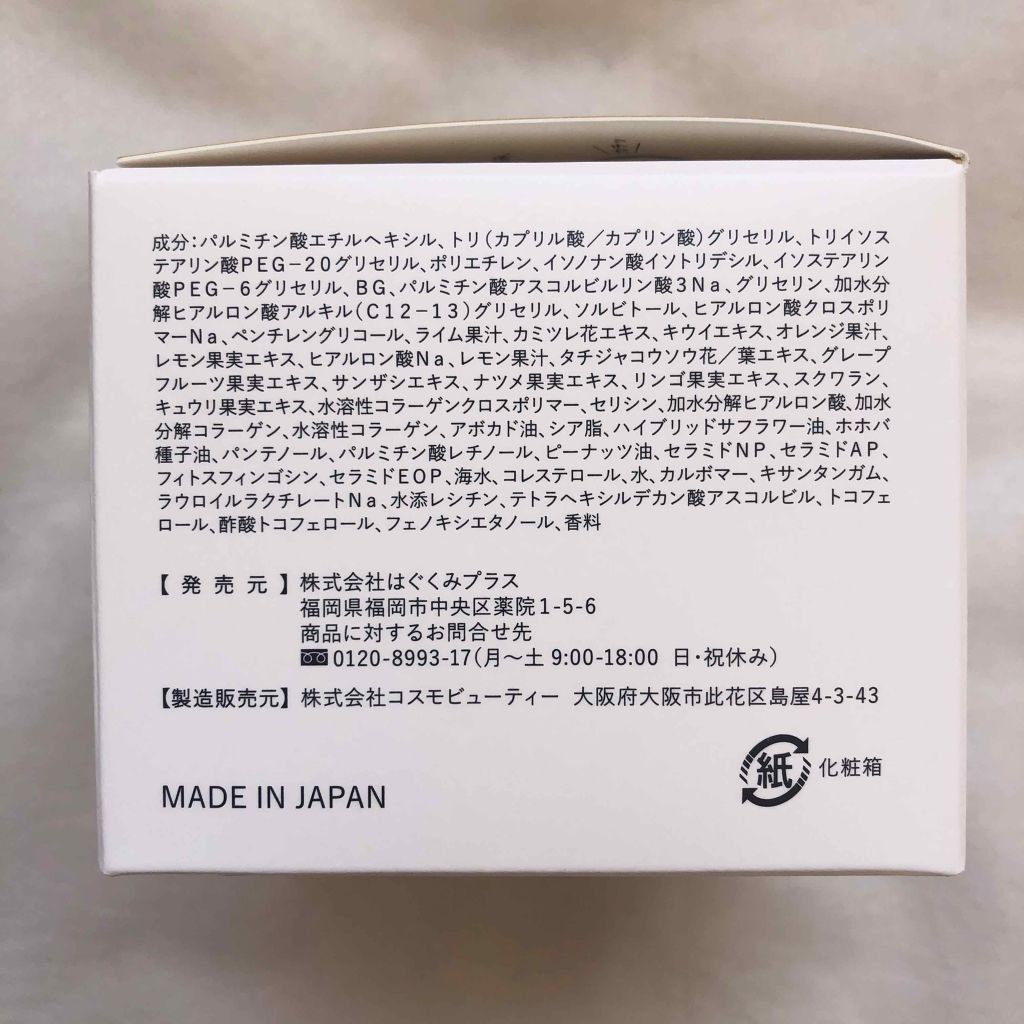 成分:パルミチン酸エチルヘキシル、トリ(カプリル酸/カプリン酸)グリセリル、トリイソス
テアリン酸PEG-20グリセリル、ポリエチレン、イソノナン酸イソトリデシル、イソステアリン
酸PEG-6グリセリル、BG、パルミチン酸アスコルビルリン酸3Na、グリセリン、加水分
解ヒアルロン酸アルキル(C12-13)グリセリル、ソルビトール、ヒアルロン酸クロスポリ
マーNa、ペンチレングリコール、ライム果汁、カミツレ花エキス、キウイエキス、オレンジ果汁、
レモン果実エキス、ヒアルロン酸Na、レモン果汁、タチジャコウソウ花/葉エキス、グレープ
フルーツ果実エキス、サンザシエキス、ナツメ果実エキス、リンゴ果実エキス、スクワラン、
キュウリ果実エキス、水溶性コラーゲンクロスポリマー、セリシン、加水分解ヒアルロン酸、加水
分解コラーゲン、水溶性コラーゲン、アボカド油、シア脂、ハイブリッドサフラワー油、ホホバ
種子油、パンテノール、パルミチン酸レチノール、ピーナッツ油、セラミドNP、セラミドAP、
フィトスフィンゴシン、セラミドEOP、海水、コレステロール、水、カルボマー、キサンタンガム、
ラウロイルラクチレートNa、水添レシチン、テトラヘキシルデカン酸アスコルビル、トコフェ
ロール、酢酸トコフェロール、フェノキシエタノール、香料
【発売元】株式会社はぐくみプラス
福岡県福岡市中央区薬院1-5-6
商品に対するお問合せ先
0120-8993-17(月〜土 9:00-18:00 日・祝休み)
【製造販売元】株式会社コスモビューティー 大阪府大阪市此花区島屋4-3-43
紙 化粧箱
MADE IN JAPAN